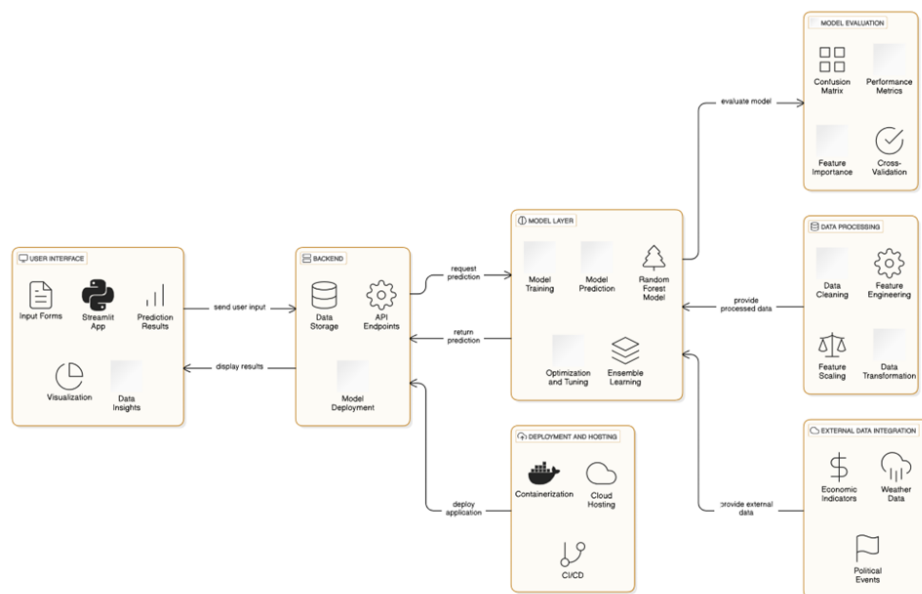 MODEL EVALUATION
Confusion
Matrix
Performance
Metrics
Feature
Importance
Cross-
Validation
evaluate model
USER INTERFACE
Input Forms
Streamlit
App
Prediction
Results
Visualization
Data
Insights
send user input
display results
BACKEND
Data
Storage
API
Endpoints
Model
Deployment
request
prediction
return
prediction
deploy
application
MODEL LAYER
Model
Training
Model
Prediction
Random
Forest
Model
Optimization
and Tuning
Ensemble
Learning
provide
processed data
provide external
data
DATA PROCESSING
Data
Cleaning
Feature
Engineering
Feature
Scaling
Data
Transformation
DEPLOYMENT AND HOSTING
Containerization
Cloud
Hosting
CI/CD
EXTERNAL DATA INTEGRATION
Economic
Indicators
Weather
Data
Political
Events